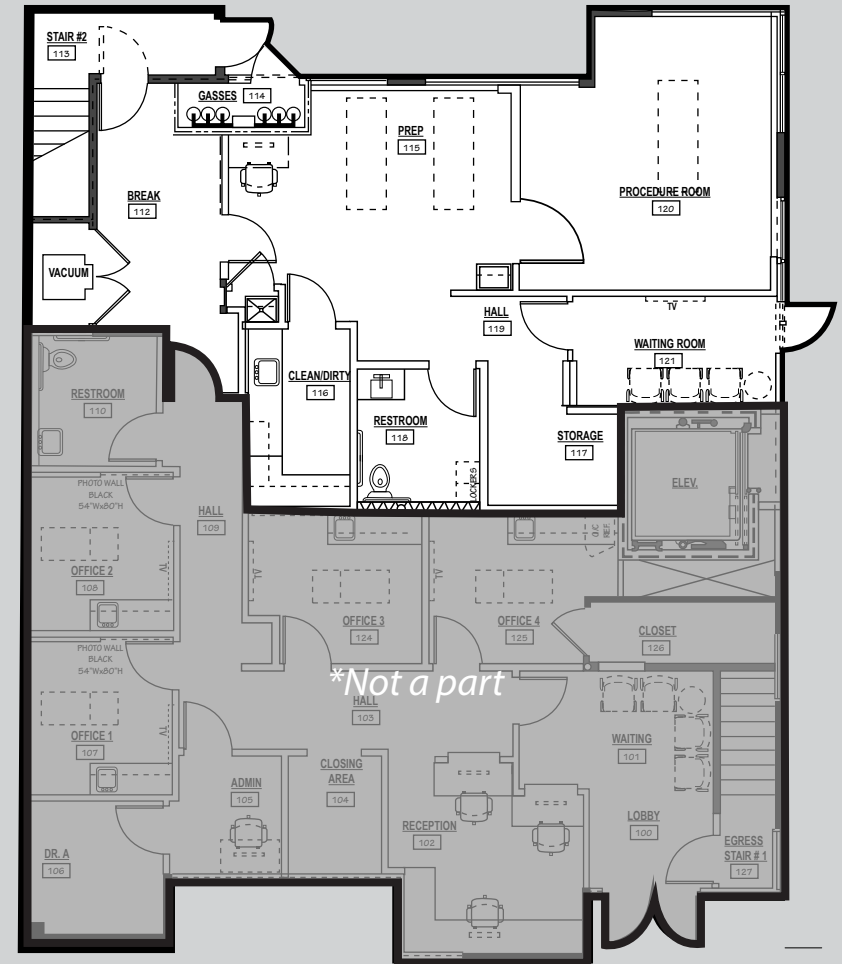 STAIR #2
113
GASSES 114
PREP
115
BREAK
112
PROCEDURE ROOM
120
VACUUM
HALL
119
TV
WAITING ROOM
121
CLEAN/DIRTY
116
RESTROOM
118
LOCKERS
STORAGE
117
RESTROOM
110
ELEV.
PHOTO WALL
BLACK
54"Wx80"H
HALL
109
O/C
REF.
OFFICE 2
108
TV
TV
TV
OFFICE 3
124
OFFICE 4
125
CLOSET
126
PHOTO WALL
BLACK
54"Wx80"H
*Not a part
HALL
103
OFFICE 1
107
TV
WAITING
101
CLOSING
AREA
104
ADMIN
105
RECEPTION
102
LOBBY
100
EGRESS
STAIR # 1
127
DR. A
106